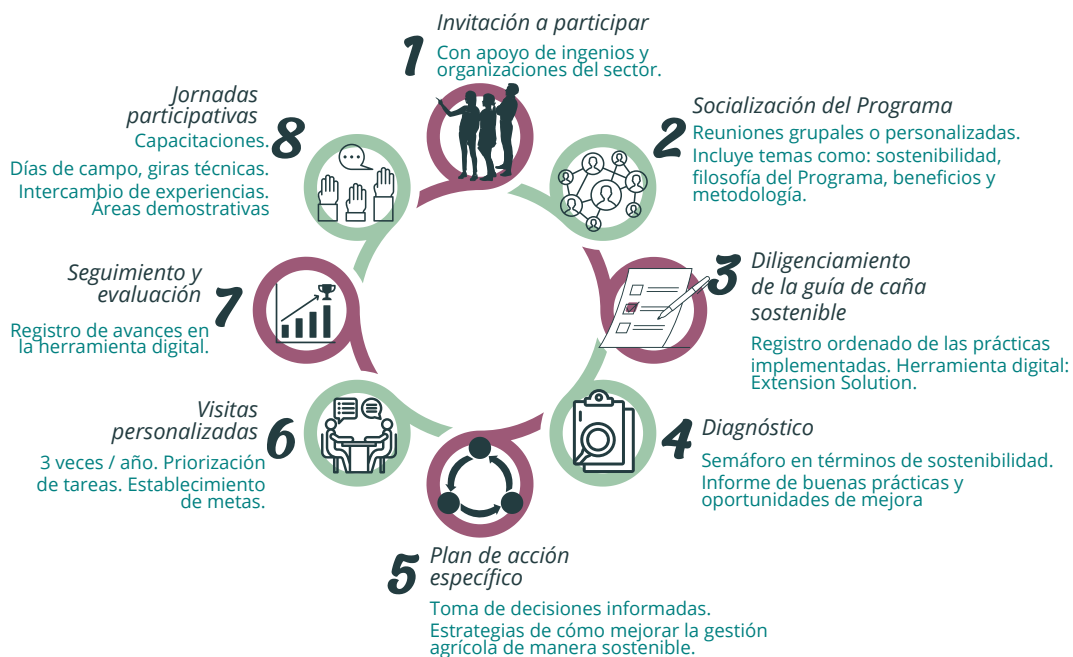 1
Invitación a participar
Con apoyo de ingenios y
organizaciones del sector.
2
Socialización del Programa
Reuniones grupales o personalizadas.
Incluye temas como: sostenibilidad,
filosofía del Programa, beneficios y
metodología.
3
Diligenciamiento
de la guía de caña
sostenible
Registro ordenado de las prácticas
implementadas. Herramienta digital:
Extension Solution.
4
Diagnóstico
Semáforo en términos de sostenibilidad.
Informe de buenas prácticas y
oportunidades de mejora
5
Plan de acción
específico
Toma de decisiones informadas.
Estrategias de cómo mejorar la gestión
agrícola de manera sostenible.
6
Visitas
personalizadas
3 veces / año. Priorización
de tareas. Establecimiento
de metas.
7
Seguimiento y
evaluación
Registro de avances en
la herramienta digital.
8
Jornadas
participativas
Capacitaciones.
Días de campo, giras técnicas.
Intercambio de experiencias.
Áreas demostrativas